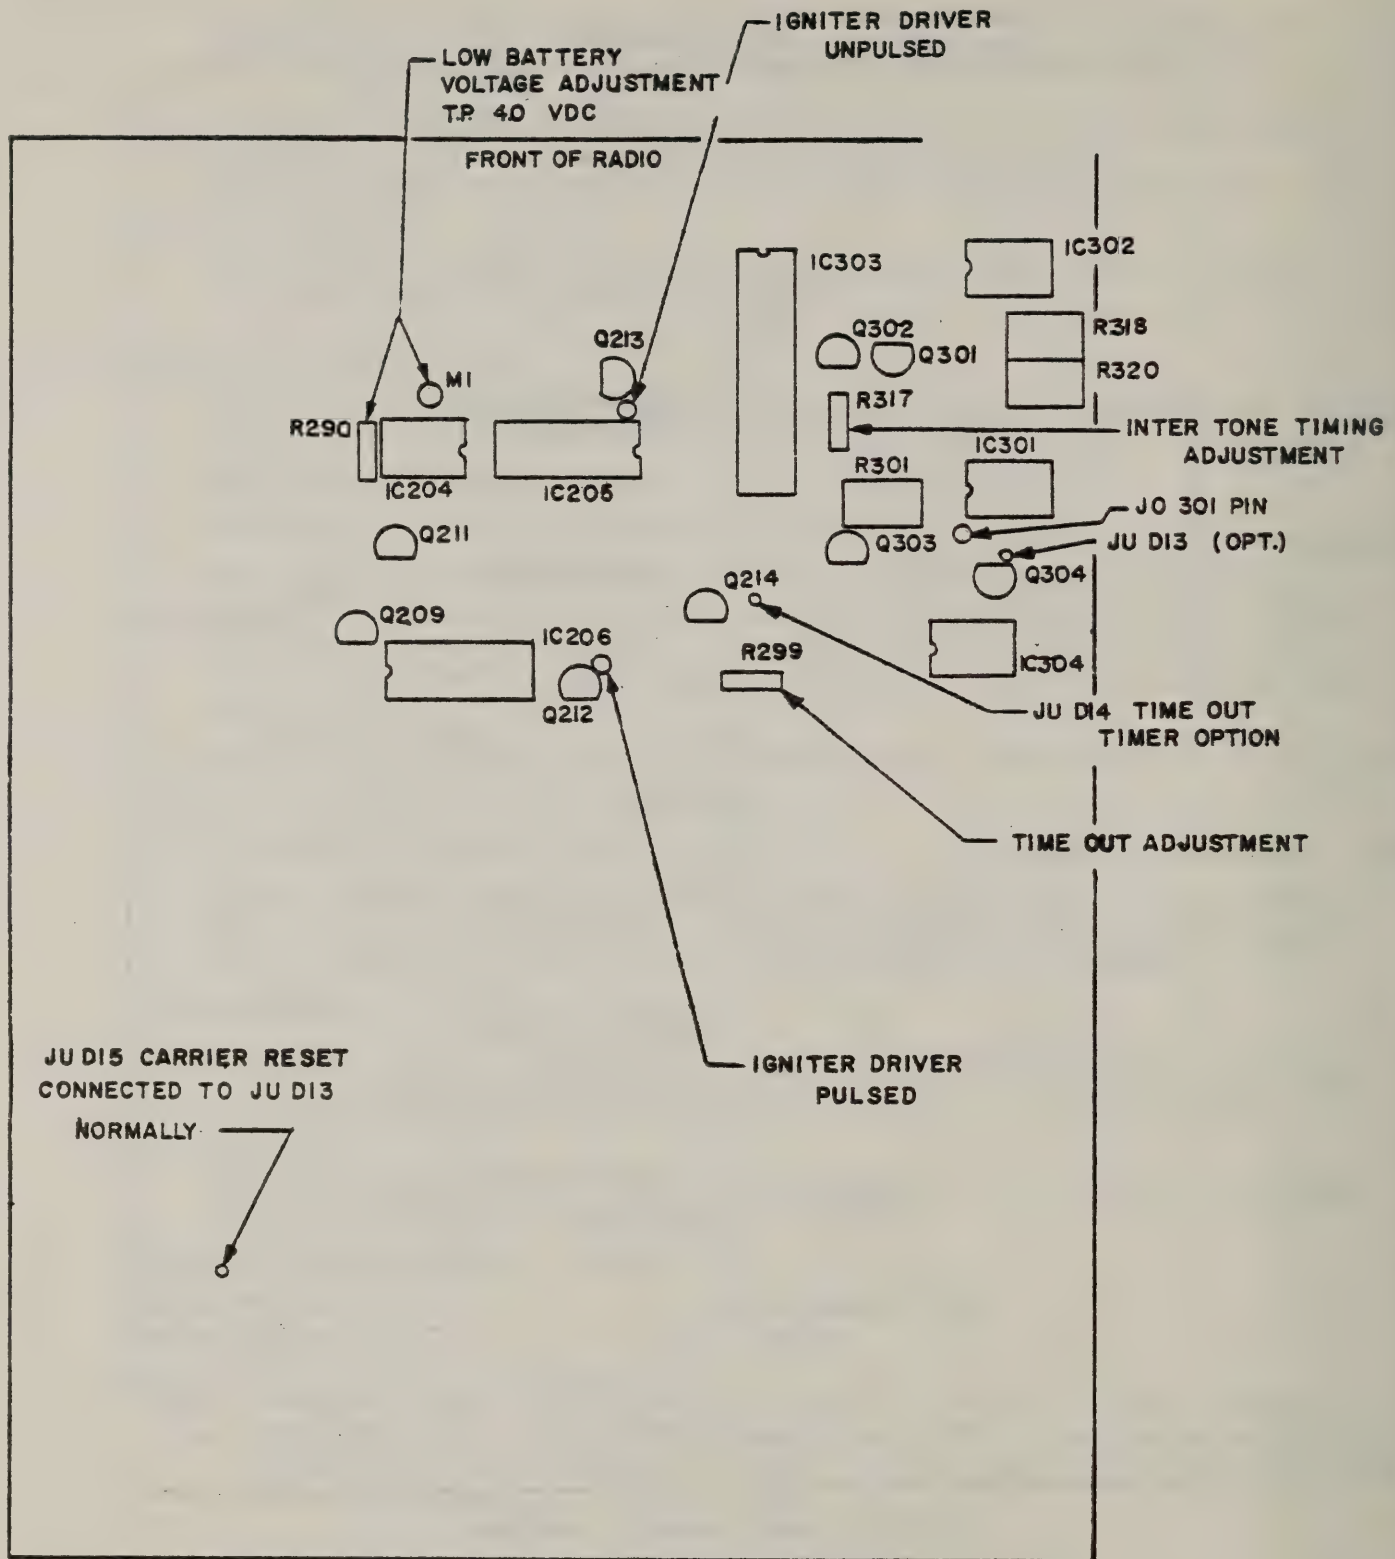 IGNITER DRIVER
UNPULSED
LOW BATTERY
VOLTAGE ADJUSTMENT
T.P. 4.0 VDC
FRONT OF RADIO
IC303
IC302
R318
R320
Q302
Q301
Q213
M1
R317
R290
INTER TONE TIMING
ADJUSTMENT
IC301
R301
IC204
IC205
JO 301 PIN
Q211
Q303
JU D13 (OPT.)
Q304
Q214
Q209
IC206
R299
IC304
Q212
JU D14 TIME OUT
TIMER OPTION
TIME OUT ADJUSTMENT
JU D15 CARRIER RESET
CONNECTED TO JU D13
NORMALLY
IGNITER DRIVER
PULSED